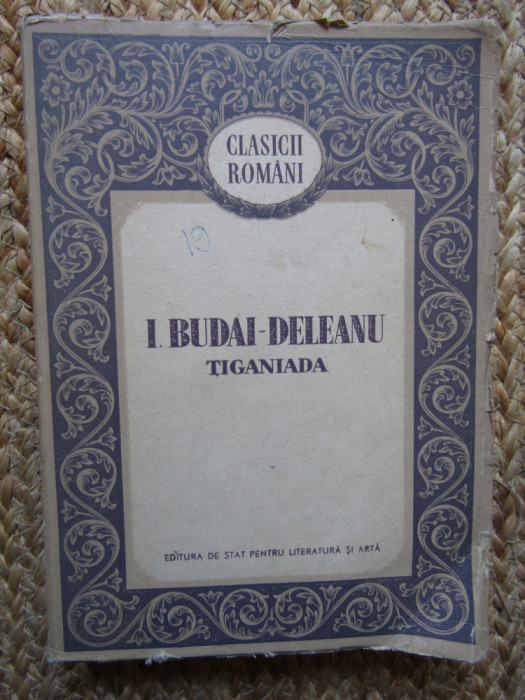 CLASICII
ROMÂNI
19
I. BUDAI-DELEANU
ȚIGANIADA
EDITURA DE STAT PENTRU LITERATURĂ ȘI ARTĂ